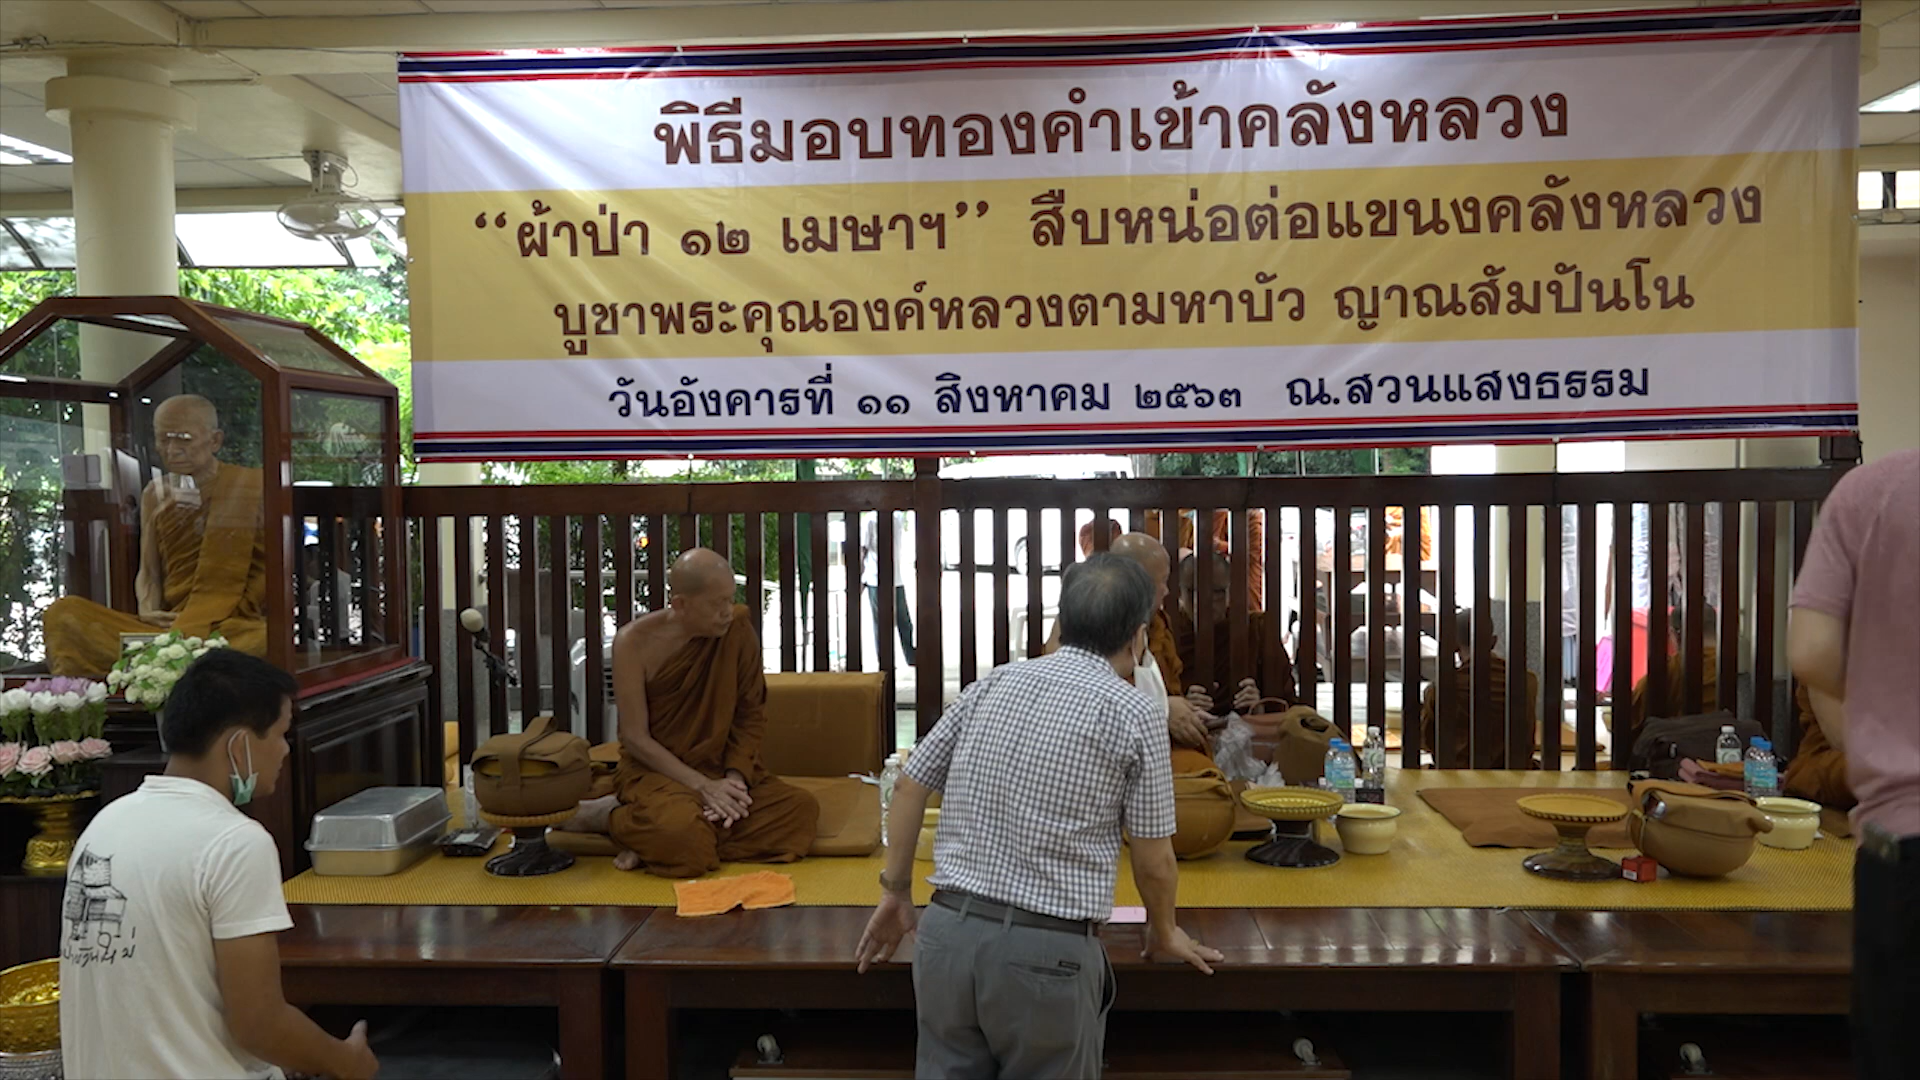 พิธีมอบทองคำเข้าคลังหลวง
“ผ้าป่า ๑๒ เมษาฯ” สืบหน่อต่อแขนงคลังหลวง
บูชาพระคุณองค์หลวงตามหาบัว ญาณสัมปันโน
วันอังคารที่ ๑๑ สิงหาคม ๒๕๖๓ ณ.สวนแสงธรรม